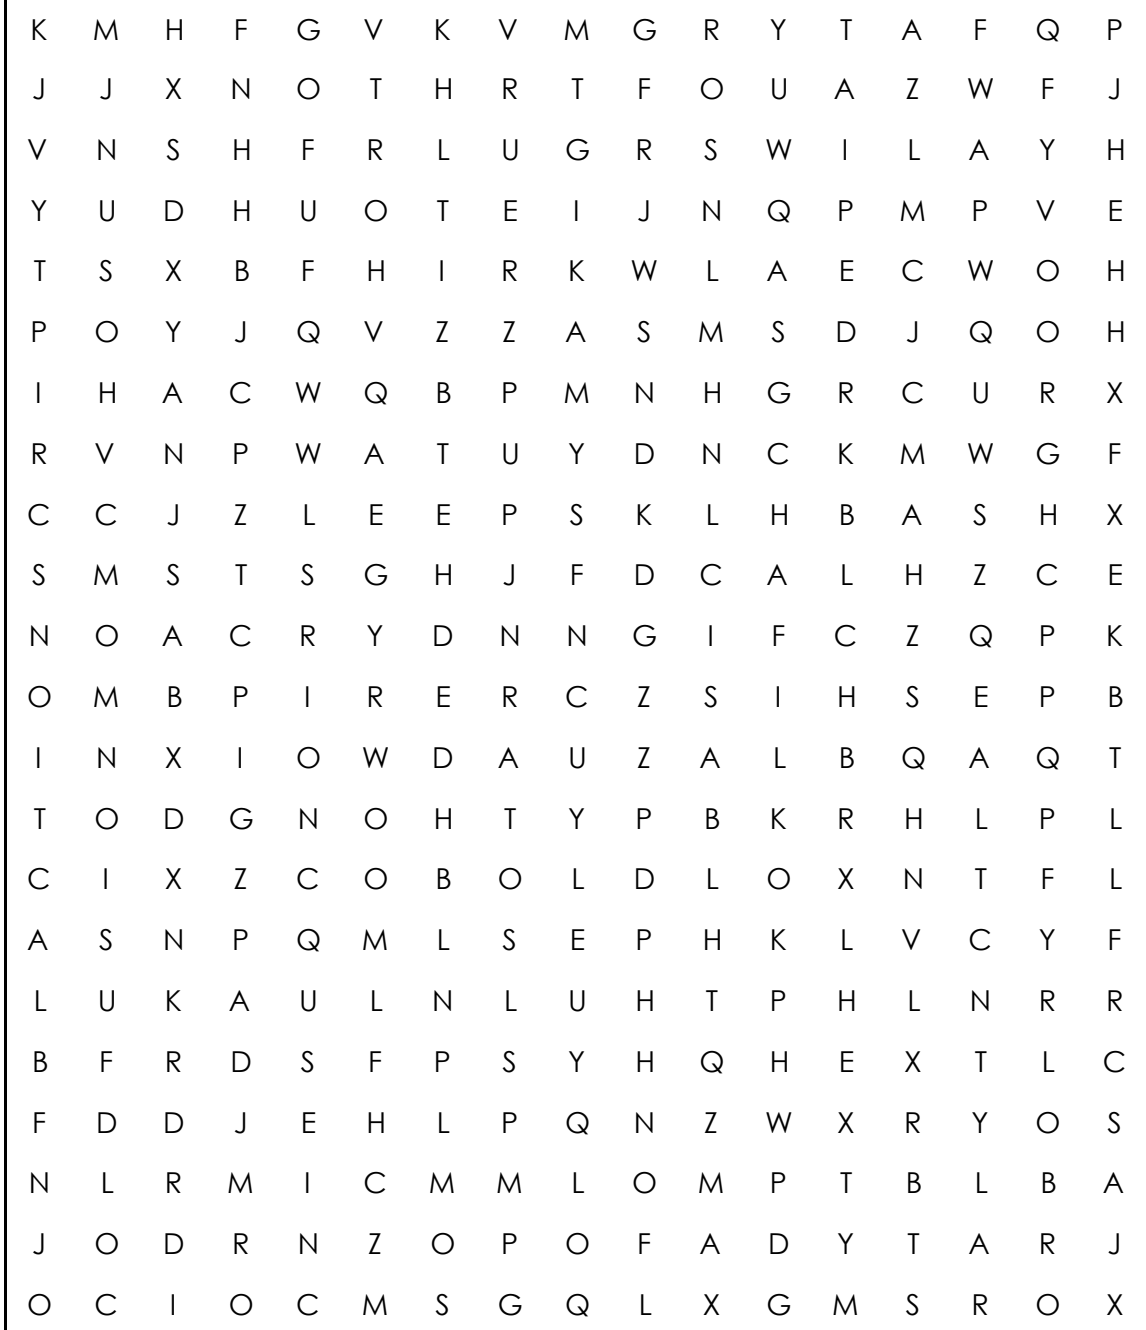 K M H F G V K V M G R Y T A F Q P
J J X N O T H R T F O U A Z W F J
V N S H F R L U G R S W I L A Y H
Y U D H U O T E I J N Q P M P V E
T S X B F H I R K W L A E C W O H
P O Y J Q V Z Z A S M S D J Q O H
I H A C W Q B P M N H G R C U R X
R V N P W A T U Y D N C K M W G F
C C J Z L E E P S K L H B A S H X
S M S T S G H J F D C A L H Z C E
N O A C R Y D N N G I F C Z Q P K
O M B P I R E R C Z S I H S E P B
I N X I O W D A U Z A L B Q A Q T
T O D G N O H T Y P B K R H L P L
C I X Z C O B O L D L O X N T F L
A S N P Q M L S E P H K L V C Y F
L U K A U L N L U H T P H L N R R
B F R D S F P S Y H Q H E X T L C
F D D J E H L P Q N Z W X R Y O S
N L R M I C M M L O M P T B L B A
J O D R N Z O P O F A D Y T A R J
O C I O C M S G Q L X G M S R O X